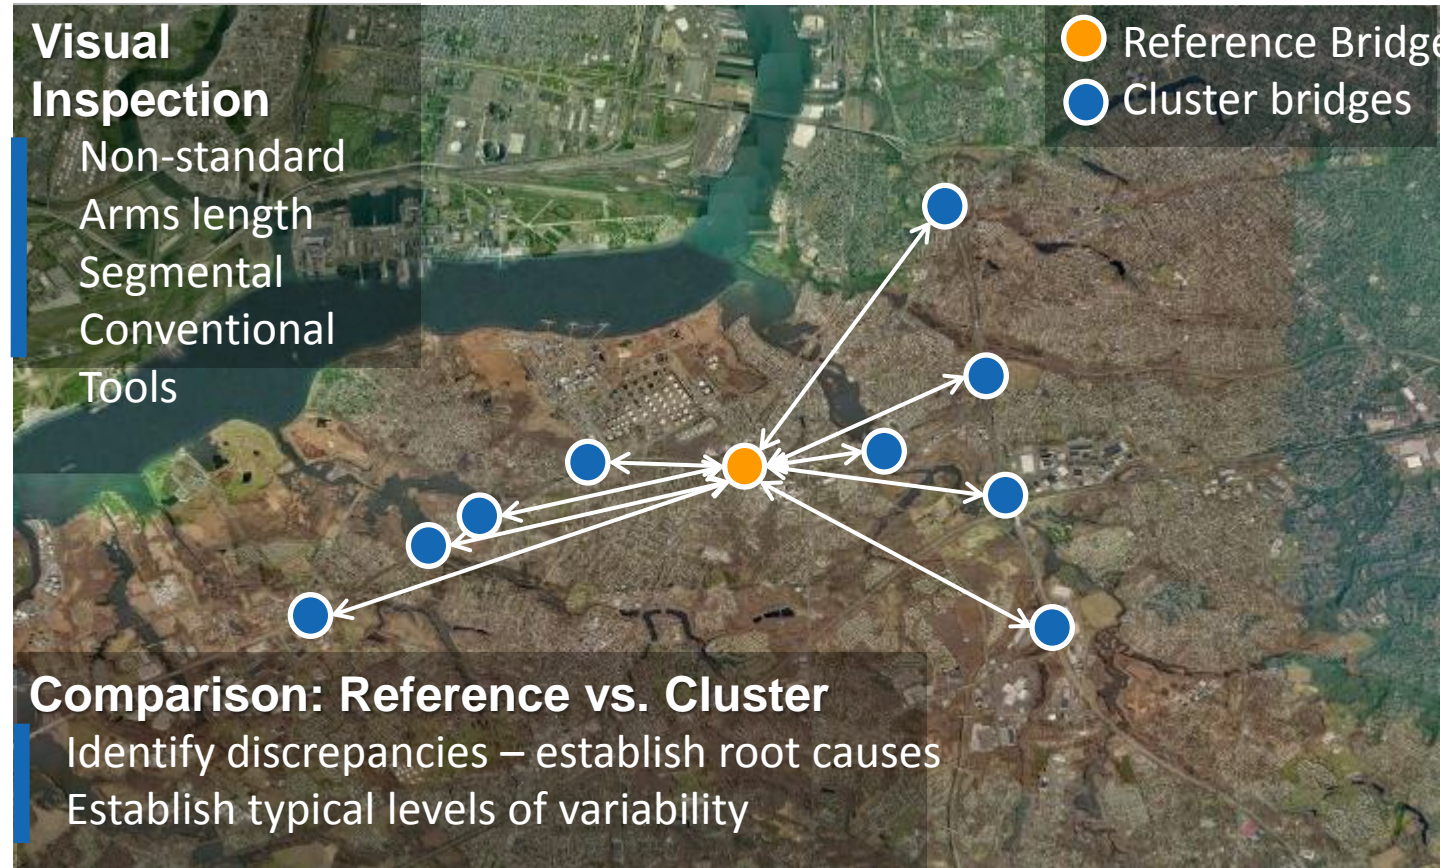 Visual
Inspection
Non-standard
Arms length
Segmental
Conventional
Tools
Reference Bridge
Cluster bridges
Comparison: Reference vs. Cluster
Identify discrepancies – establish root causes
Establish typical levels of variability